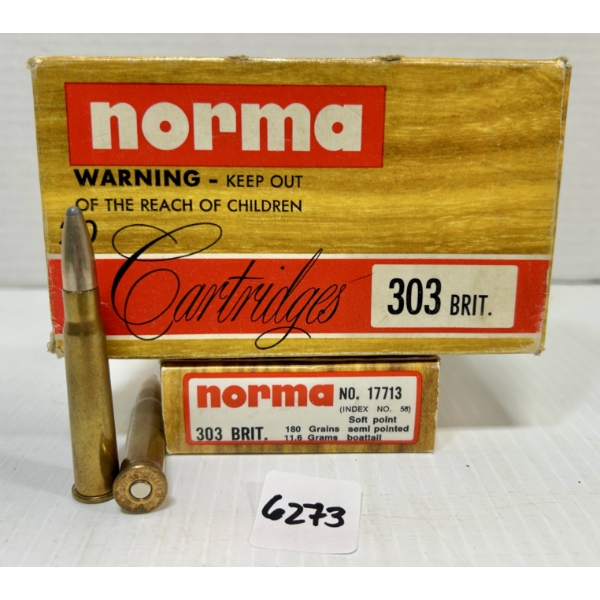 norma
WARNING - KEEP OUT
OF THE REACH OF CHILDREN
Cartridges
303 BRIT.
norma
NO. 17713
(INDEX NO. 58)
Soft point
180 Grains semi pointed
303 BRIT.
11.6 Grams boattail
6273